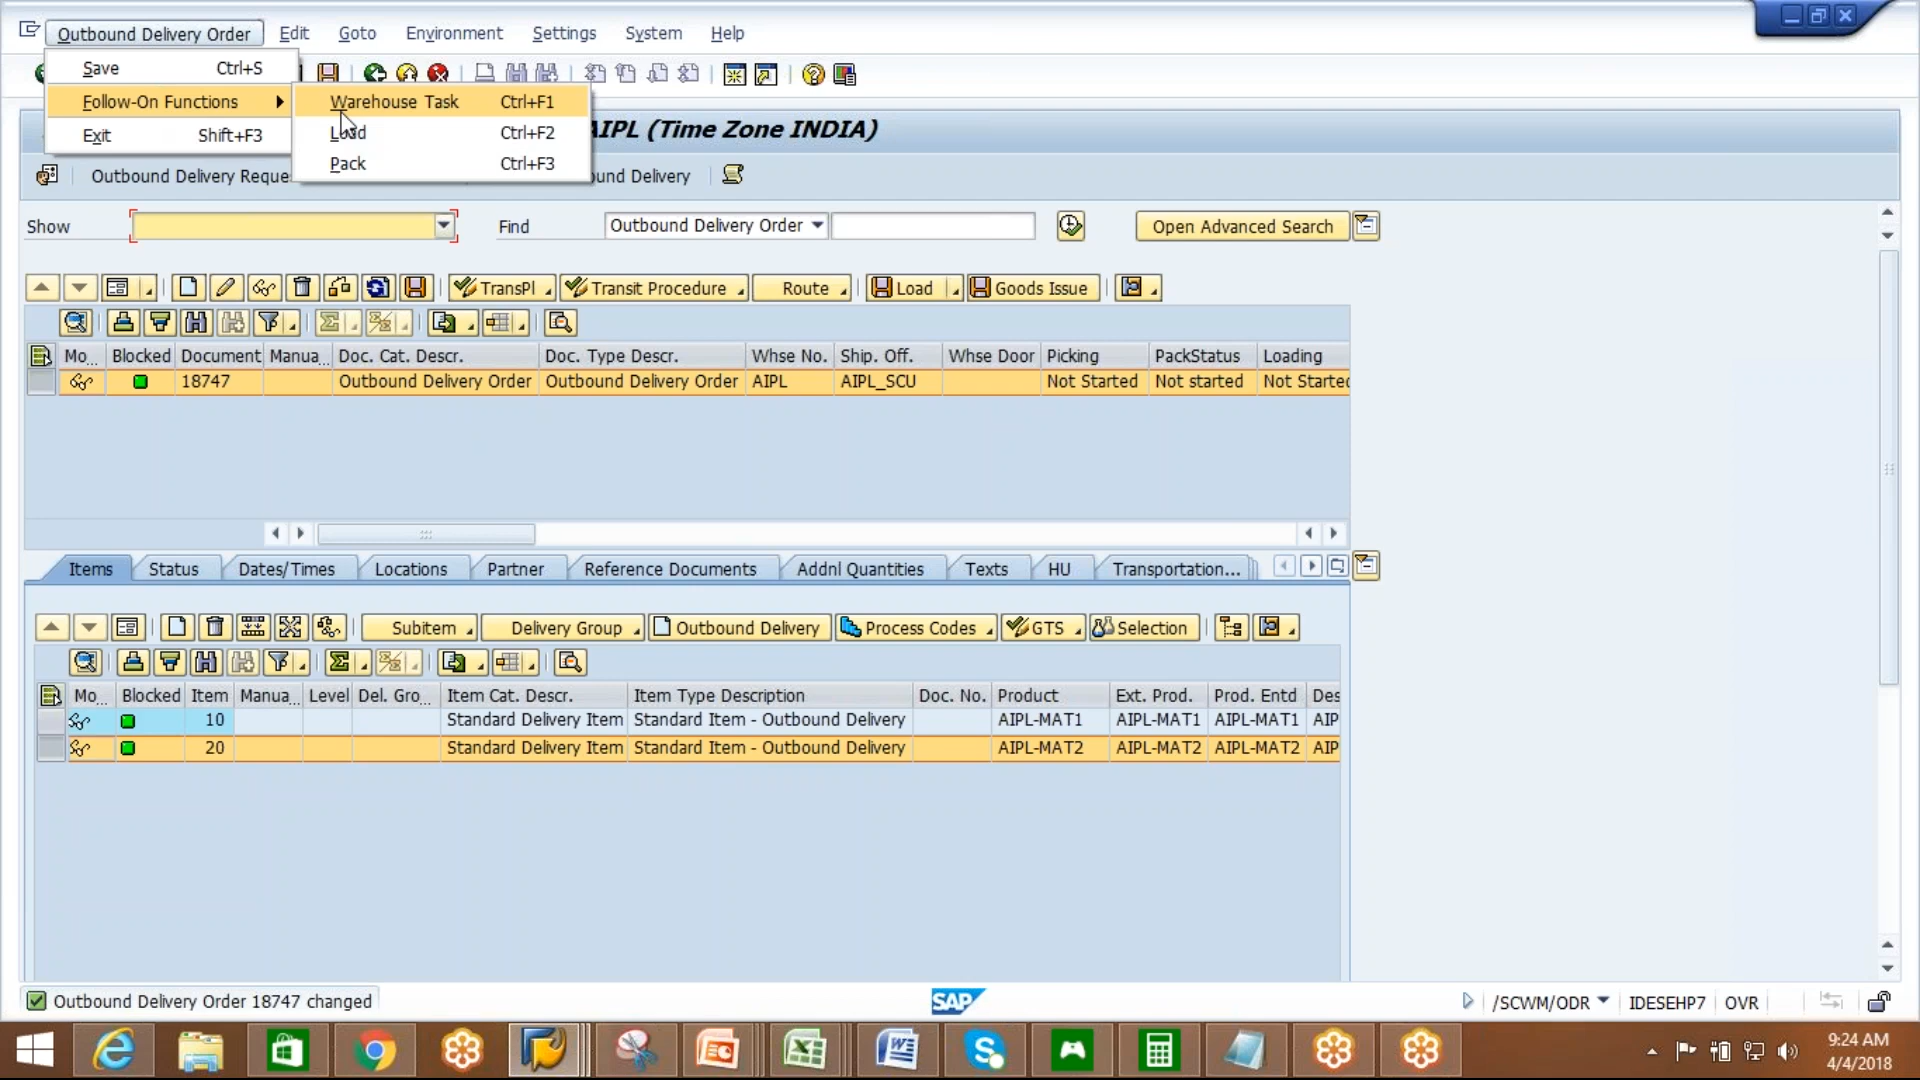 Outbound Delivery Order Edit Goto Environment Settings System Help
Save Ctrl+S
Follow-On Functions Warehouse Task Ctrl+F1
Load Ctrl+F2
Exit Shift+F3
AIPL (Time Zone INDIA)
Pack Ctrl+F3
Outbound Delivery Reque
und Delivery
Show Find Outbound Delivery Order Open Advanced Search
TransPl Transit Procedure Route Load Goods Issue
Mo... Blocked Document Manua... Doc. Cat. Descr. Doc. Type Descr. Whse No. Ship. Off. Whse Door Picking PackStatus Loading
18747 Outbound Delivery Order Outbound Delivery Order AIPL AIPL_SCU Not Started Not started Not Started
Items Status Dates/Times Locations Partner Reference Documents Addnl Quantities Texts HU Transportation...
Subitem Delivery Group Outbound Delivery Process Codes GTS Selection
Mo... Blocked Item Manua... Level Del. Gro... Item Cat. Descr. Item Type Description Doc. No. Product Ext. Prod. Prod. Entd Des
10 Standard Delivery Item Standard Item - Outbound Delivery AIPL-MAT1 AIPL-MAT1 AIPL-MAT1 AIP
20 Standard Delivery Item Standard Item - Outbound Delivery AIPL-MAT2 AIPL-MAT2 AIPL-MAT2 AIP
Outbound Delivery Order 18747 changed SAP /SCWM/ODR IDESEHP7 OVR
9:24 AM
4/4/2018